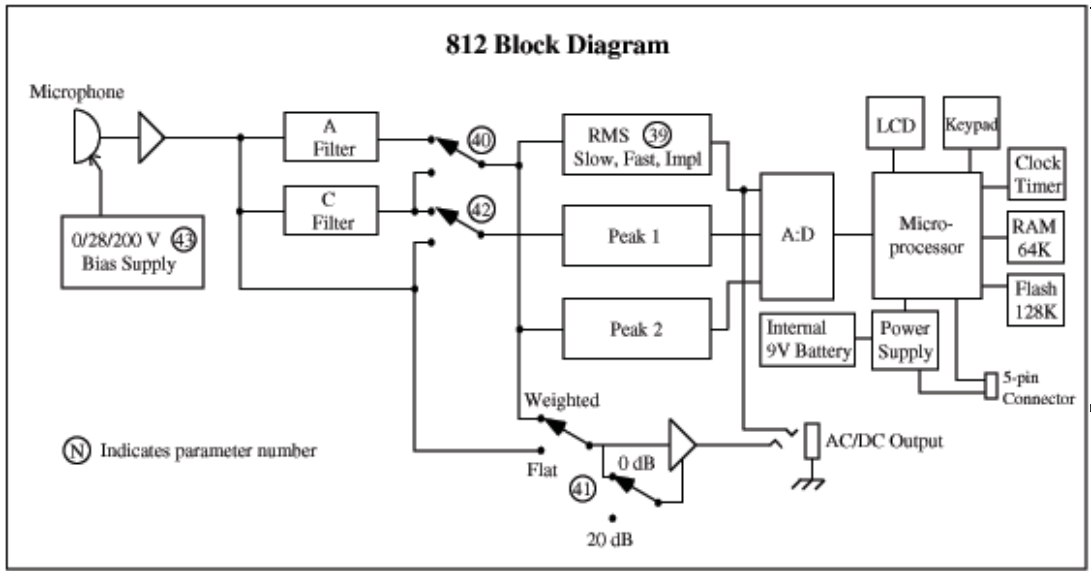 812 Block Diagram
Microphone
A
Filter
40
RMS 39
Slow, Fast, Impl
LCD
Keypad
Clock
Timer
C
Filter
42
0/28/200 V 43
Bias Supply
Peak 1
A:D
Micro-
processor
RAM
64K
Flash
128K
Peak 2
Internal
9V Battery
Power
Supply
5-pin
Connector
Weighted
N Indicates parameter number
Flat
0 dB
41
20 dB
AC/DC Output